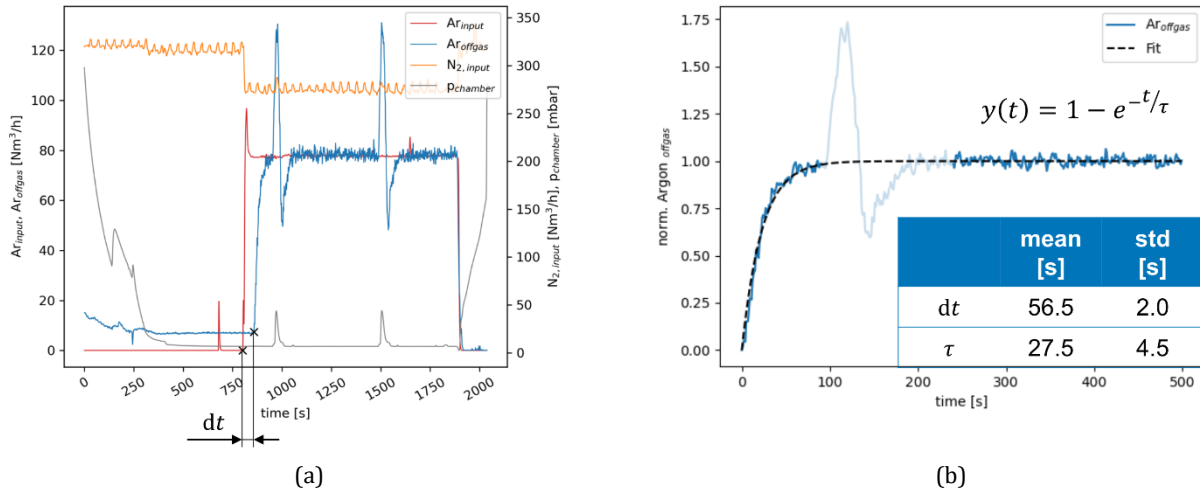 Ar_input
Ar_offgas
N_2,input
p_chamber
Ar_input, Ar_offgas [Nm³/h]
0
20
40
60
80
100
120
0
50
100
150
200
250
300
350
N_2,input [Nm³/h], p_chamber [mbar]
0
250
500
750
1000
1250
1500
1750
2000
time [s]
dt
(a)
Ar_offgas
Fit
y(t) = 1 − e^{−t/τ}
norm. Argon _offgas
0.00
0.25
0.50
0.75
1.00
1.25
1.50
1.75
0
100
200
300
400
500
time [s]
mean [s] std [s]
dt 56.5 2.0
τ 27.5 4.5
(b)